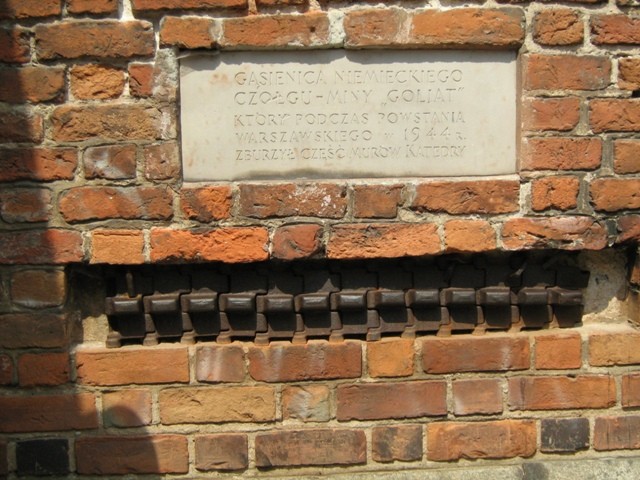 GĄSIENICA NIEMIECKIEGO
CZOŁGU-MINY „GOLIAT"
KTÓRY PODCZAS POWSTANIA
WARSZAWSKIEGO W 1944 R.
ZBURZYŁ CZĘŚĆ MURÓW KATEDRY